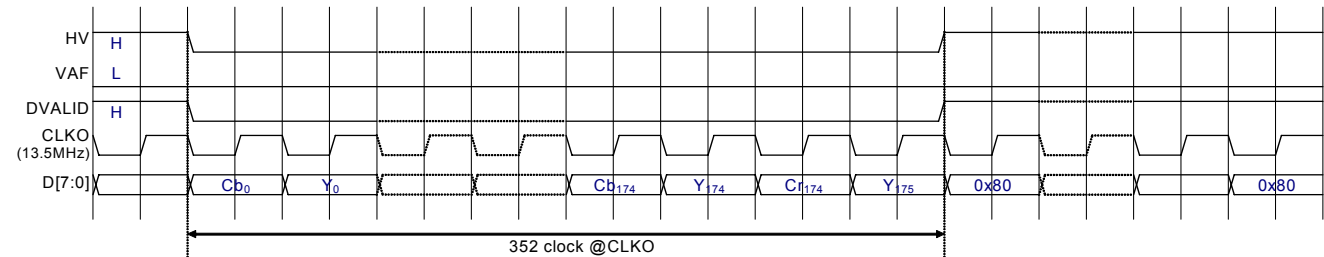 HV H
VAF L
DVALID H
CLKO
(13.5MHz)
D[7:0] Cb₀ Y₀ Cb₁₇₄ Y₁₇₄ Cr₁₇₄ Y₁₇₅ 0x80 0x80
352 clock @CLKO